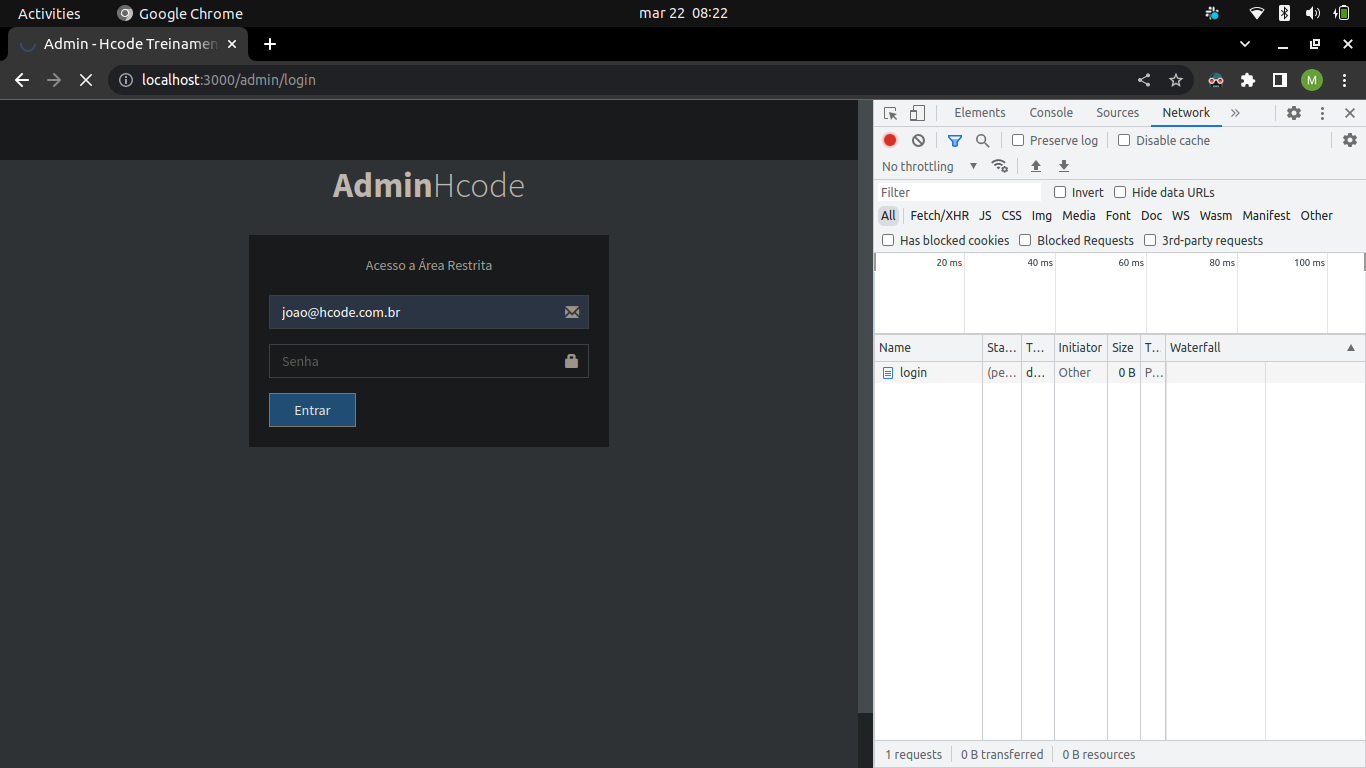 Activities Google Chrome mar 22 08:22
Admin - Hcode Treinamen
localhost:3000/admin/login M
Elements Console Sources Network
Preserve log Disable cache
No throttling
Filter Invert Hide data URLs
All Fetch/XHR JS CSS Img Media Font Doc WS Wasm Manifest Other
Has blocked cookies Blocked Requests 3rd-party requests
20 ms 40 ms 60 ms 80 ms 100 ms
Name Sta... T... Initiator Size T... Waterfall
login (pe... d... Other 0 B P...
1 requests 0 B transferred 0 B resources
AdminHcode
Acesso a Área Restrita
joao@hcode.com.br
Senha
Entrar